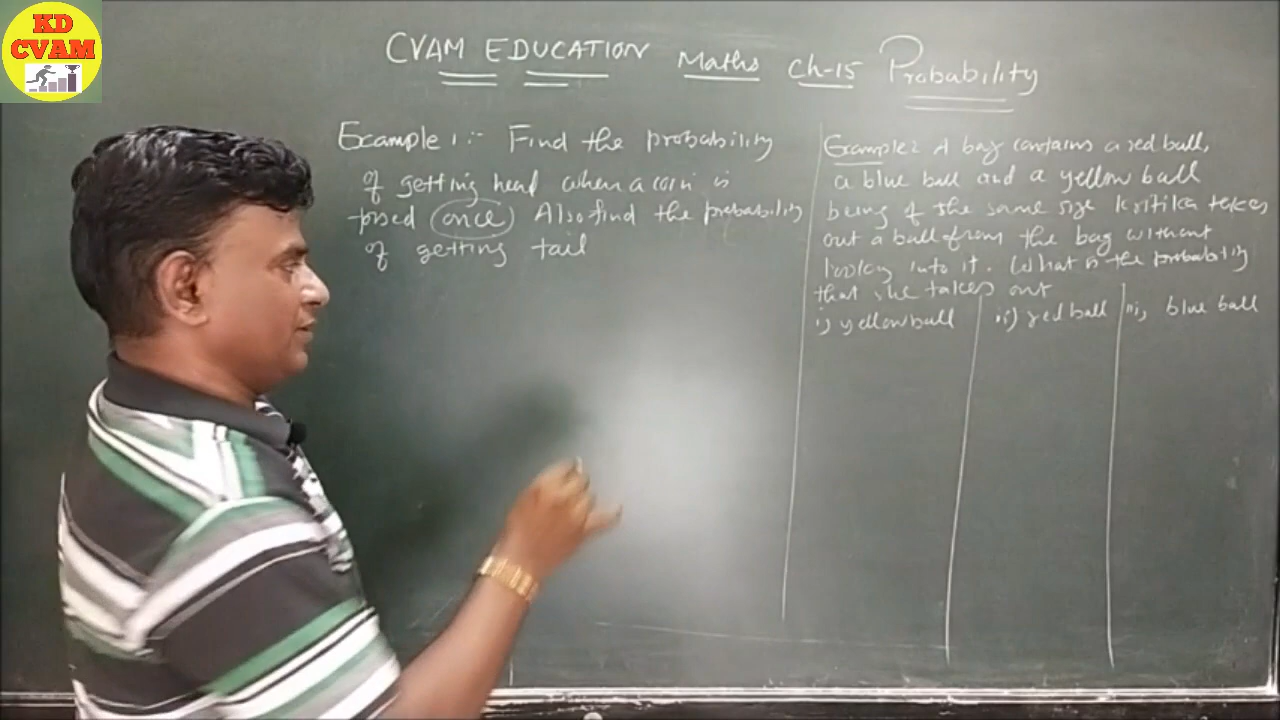 KD
CVAM
CVAM EDUCATION Maths Ch-15 Probability
Example 1:- Find the probability
of getting head when a coin is
tossed once Also find the probability
of getting tail
Example 2 A bag contains a red ball,
a blue ball and a yellow ball
being of the same size Kritika takes
out a ball from the bag without
looking into it. What is the probability
that she takes out
i) yellow ball
ii) red ball
iii) blue ball